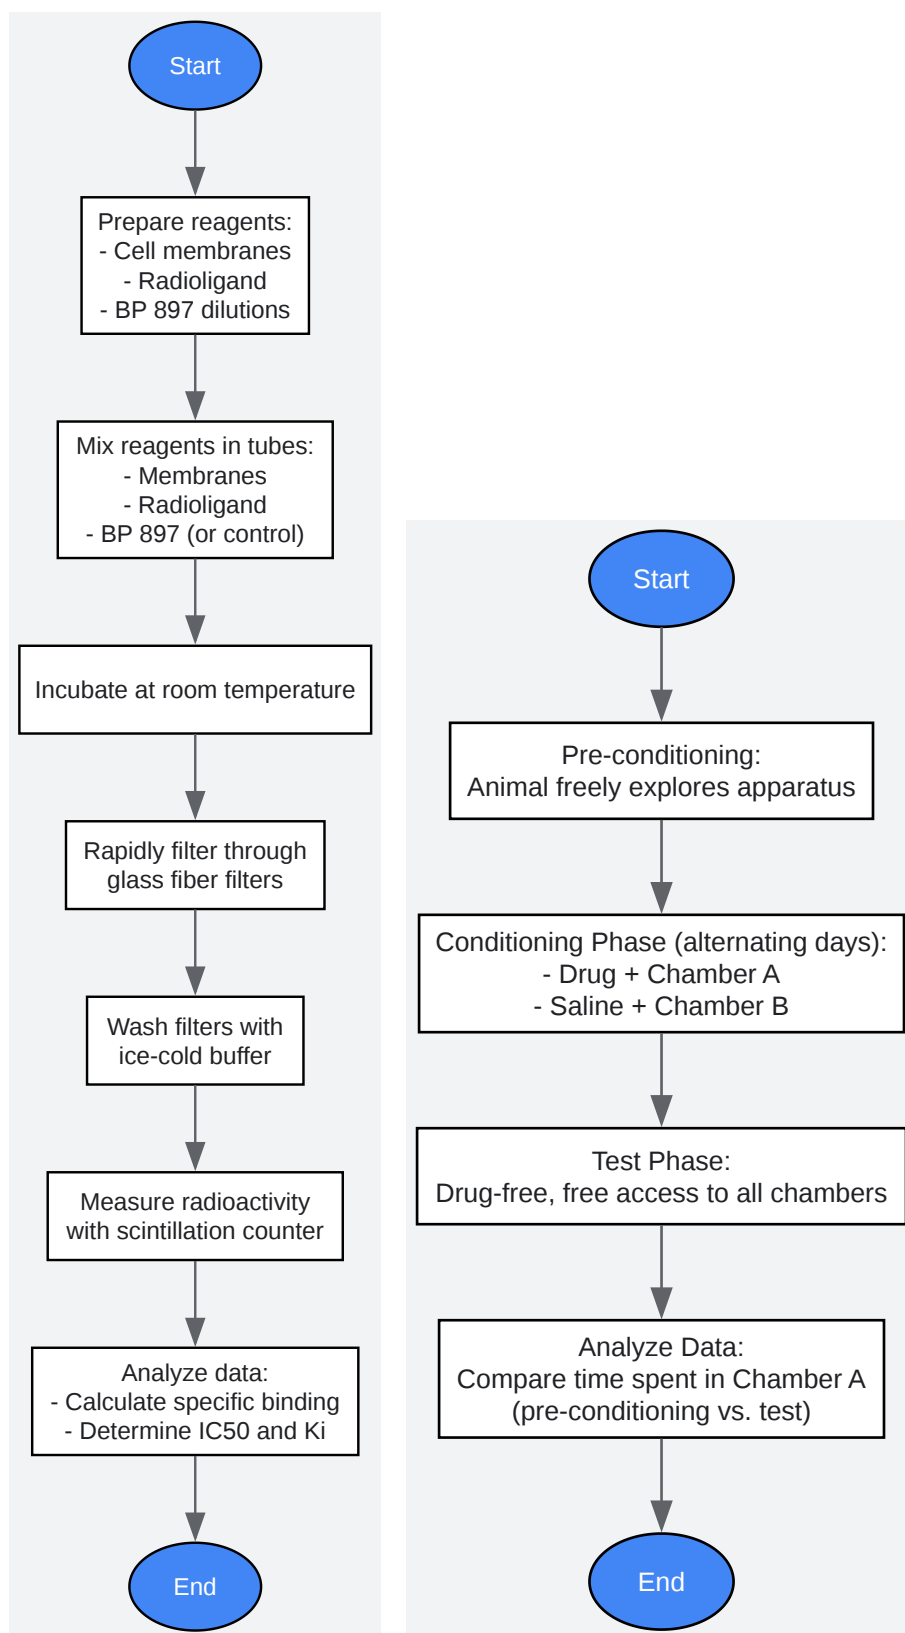 Start
Prepare reagents:
- Cell membranes
- Radioligand
- BP 897 dilutions
Mix reagents in tubes:
- Membranes
- Radioligand
- BP 897 (or control)
Incubate at room temperature
Rapidly filter through
glass fiber filters
Wash filters with
ice-cold buffer
Measure radioactivity
with scintillation counter
Analyze data:
- Calculate specific binding
- Determine IC50 and Ki
End
Start
Pre-conditioning:
Animal freely explores apparatus
Conditioning Phase (alternating days):
- Drug + Chamber A
- Saline + Chamber B
Test Phase:
Drug-free, free access to all chambers
Analyze Data:
Compare time spent in Chamber A
(pre-conditioning vs. test)
End